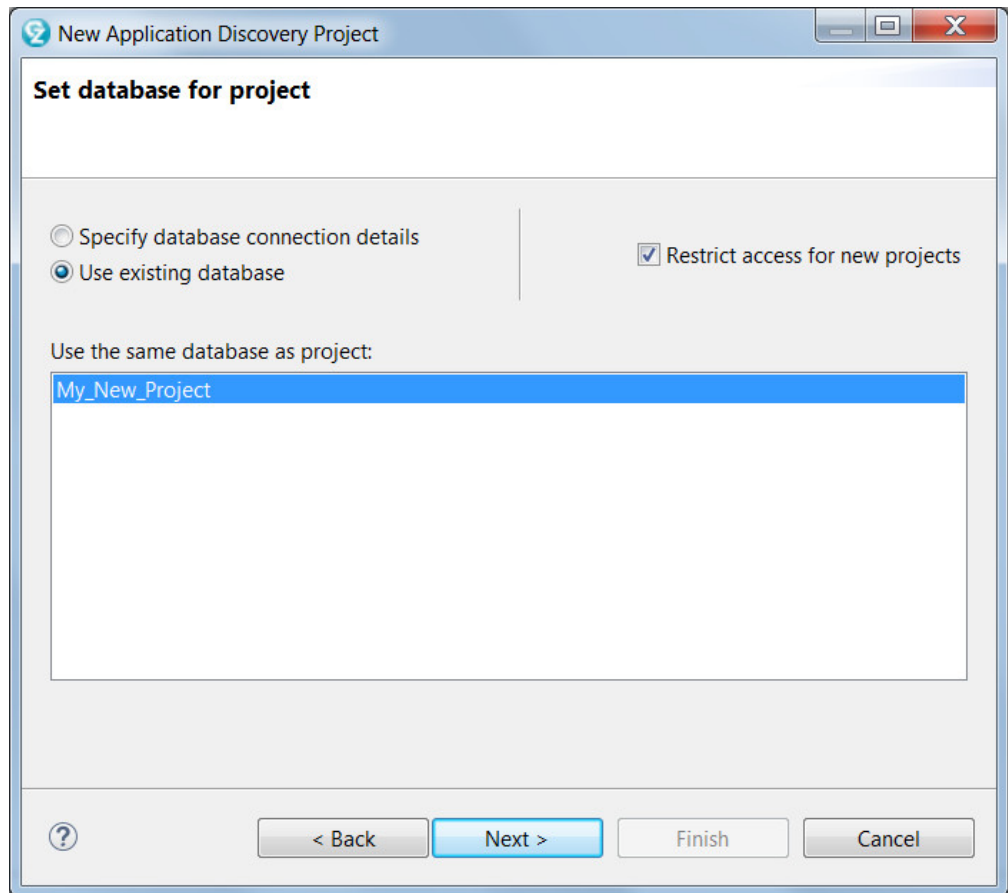 New Application Discovery Project
Set database for project
Specify database connection details
Use existing database
Restrict access for new projects
Use the same database as project:
My_New_Project
?
< Back
Next >
Finish
Cancel